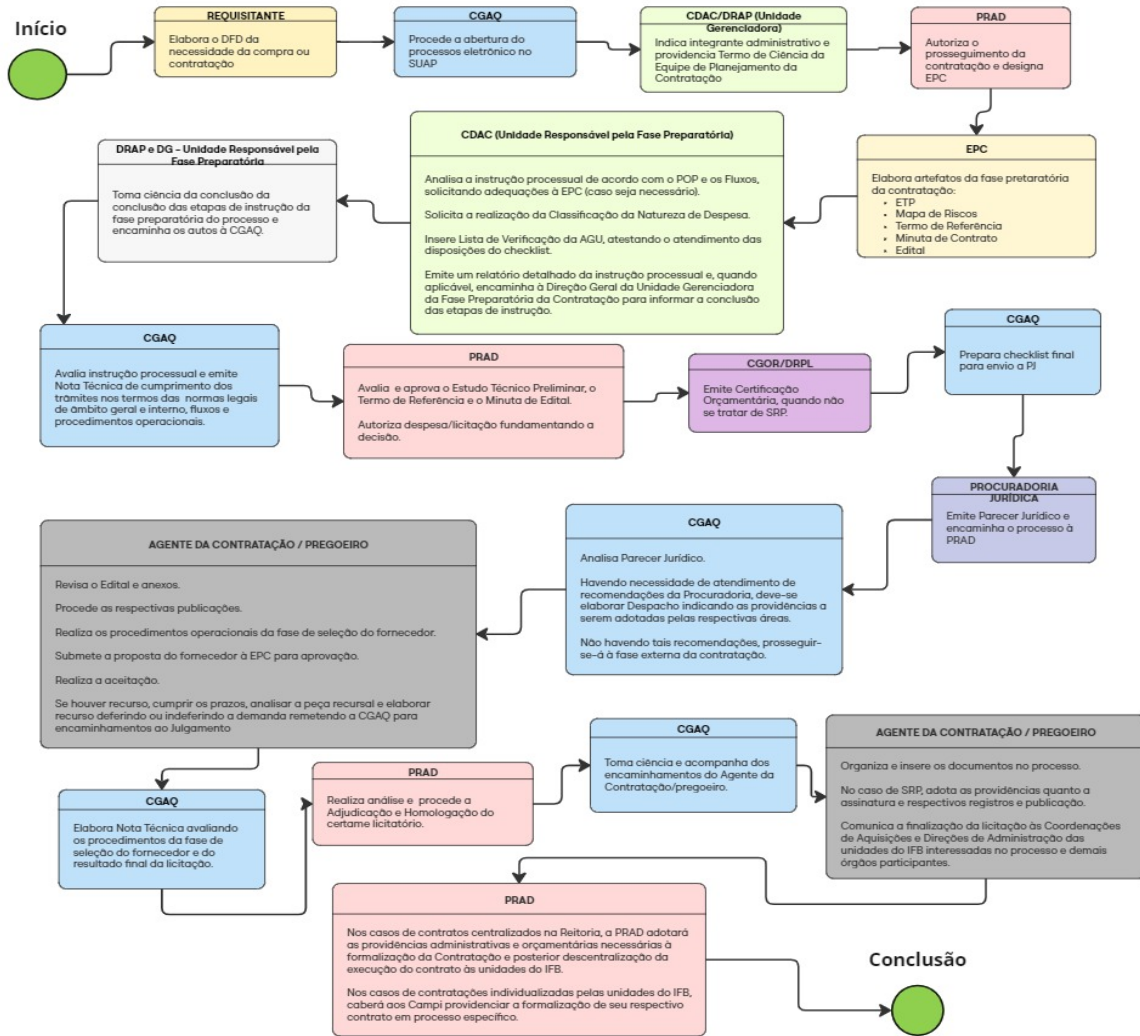 Início
REQUISITANTE
Elabora o DFD da
necessidade da compra ou
contratação
CGAQ
Procede a abertura do
processos eletrônico no
SUAP
CDAC/DRAP (Unidade
Gerenciadora)
Indica integrante administrativo e
providencia Termo de Ciência da
Equipe de Planejamento da
Contratação
PRAD
Autoriza o
prosseguimento da
contratação e designa
EPC
EPC
Elabora artefatos da fase pretaratória
da contratação:
• ETP
• Mapa de Riscos
• Termo de Referência
• Minuta de Contrato
• Edital
CDAC (Unidade Responsável pela Fase Preparatória)
Analisa a instrução processual de acordo com o POP e os Fluxos,
solicitando adequações à EPC (caso seja necessário).
Solicita a realização da Classificação da Natureza de Despesa.
Insere Lista de Verificação da AGU, atestando o atendimento das
disposições do checklist.
Emite um relatório detalhado da instrução processual e, quando
aplicável, encaminha à Direção Geral da Unidade Gerenciadora
da Fase Preparatória da Contratação para informar a conclusão
das etapas de instrução.
DRAP e DG - Unidade Responsável pela
Fase Preparatória
Toma ciência da conclusão da
conclusão das etapas de instrução da
fase preparatória do processo e
encaminha os autos à CGAQ.
CGAQ
Avalia instrução processual e emite
Nota Técnica de cumprimento dos
trâmites nos termos das normas legais
de âmbito geral e interno, fluxos e
procedimentos operacionais.
PRAD
Avalia e aprova o Estudo Técnico Preliminar, o
Termo de Referência e o Minuta de Edital.
Autoriza despesa/licitação fundamentando a
decisão.
CGOR/DRPL
Emite Certificação
Orçamentária, quando não
se tratar de SRP.
CGAQ
Prepara checklist final
para envio a PJ
PROCURADORIA
JURÍDICA
Emite Parecer Jurídico e
encaminha o processo à
PRAD
CGAQ
Analisa Parecer Jurídico.
Havendo necessidade de atendimento de
recomendações da Procuradoria, deve-se
elaborar Despacho indicando as providências a
serem adotadas pelas respectivas áreas.
Não havendo tais recomendações, prosseguir-
se-á à fase externa da contratação.
AGENTE DA CONTRATAÇÃO / PREGOEIRO
Revisa o Edital e anexos.
Procede as respectivas publicações.
Realiza os procedimentos operacionais da fase de seleção do fornecedor.
Submete a proposta do fornecedor à EPC para aprovação.
Realiza a aceitação.
Se houver recurso, cumprir os prazos, analisar a peça recursal e elaborar
recurso deferindo ou indeferindo a demanda remetendo a CGAQ para
encaminhamentos ao Julgamento
CGAQ
Elabora Nota Técnica avaliando
os procedimentos da fase de
seleção do fornecedor e do
resultado final da licitação.
PRAD
Realiza análise e procede a
Adjudicação e Homologação do
certame licitatório.
CGAQ
Toma ciência e acompanha dos
encaminhamentos do Agente da
Contratação/pregoeiro.
AGENTE DA CONTRATAÇÃO / PREGOEIRO
Organiza e insere os documentos no processo.
No caso de SRP, adota as providências quanto a
assinatura e respectivos registros e publicação.
Comunica a finalização da licitação às Coordenações
de Aquisições e Direções de Administração das
unidades do IFB interessadas no processo e demais
órgãos participantes.
PRAD
Nos casos de contratos centralizados na Reitoria, a PRAD adotará
as providências administrativas e orçamentárias necessárias à
formalização da Contratação e posterior descentralização da
execução do contrato às unidades do IFB.
Nos casos de contratações individualizadas pelas unidades do IFB,
caberá aos Campi providenciar a formalização de seu respectivo
contrato em processo específico.
Conclusão